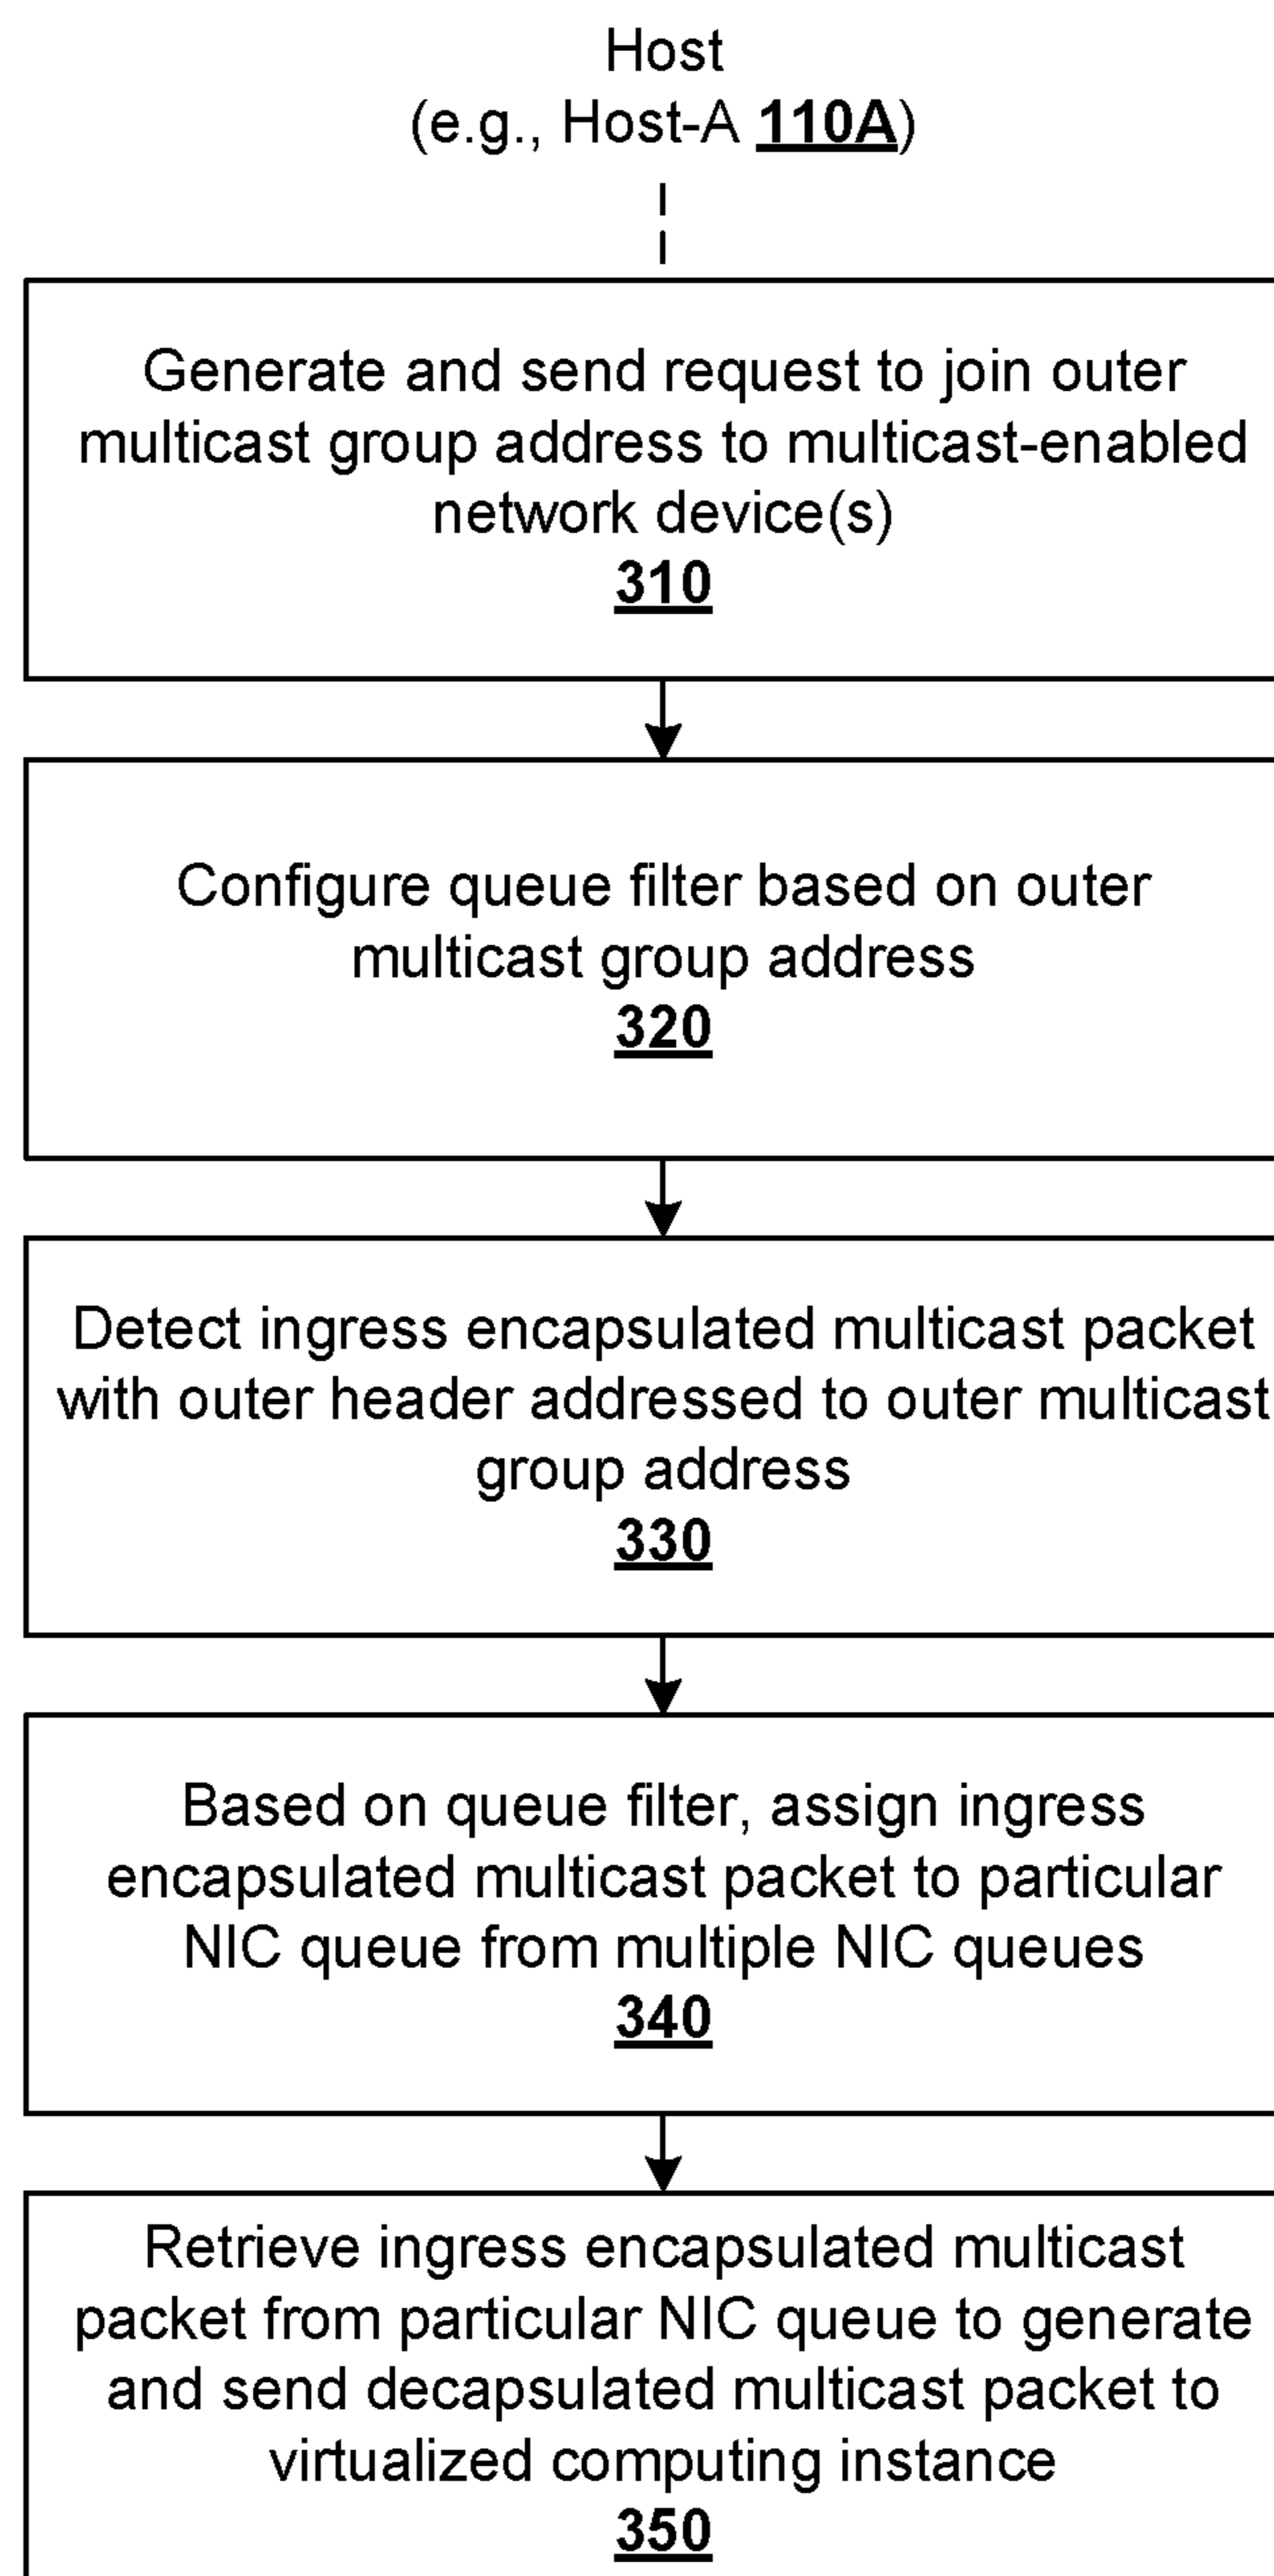 Host
(e.g., Host-A 110A)
Generate and send request to join outer
multicast group address to multicast-enabled
network device(s)
310
Configure queue filter based on outer
multicast group address
320
Detect ingress encapsulated multicast packet
with outer header addressed to outer multicast
group address
330
Based on queue filter, assign ingress
encapsulated multicast packet to particular
NIC queue from multiple NIC queues
340
Retrieve ingress encapsulated multicast
packet from particular NIC queue to generate
and send decapsulated multicast packet to
virtualized computing instance
350